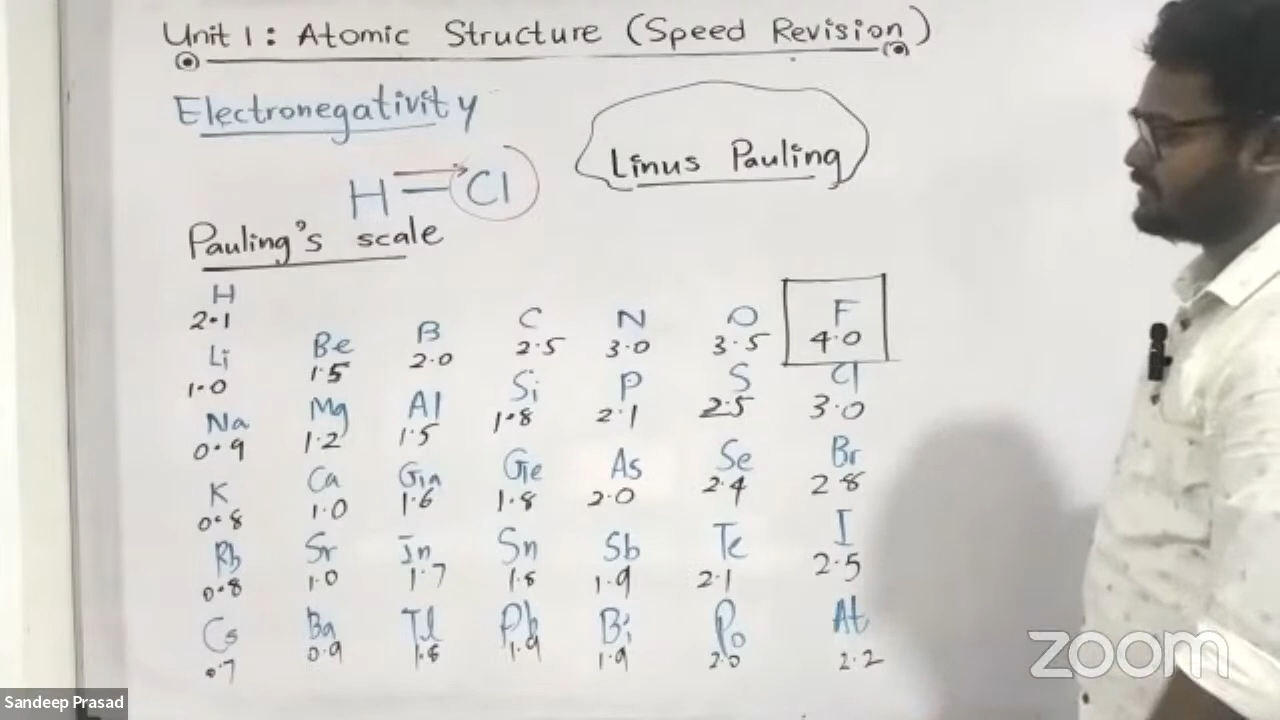 Unit 1: Atomic Structure (Speed Revision)
Electronegativity
Linus Pauling
H — Cl
Pauling's scale
H
2.1
Be B C N O F
1.5 2.0 2.5 3.0 3.5 4.0
Li
1.0
Mg Al Si P S Cl
1.2 1.5 1.8 2.1 2.5 3.0
Na
0.9
Ca Ga Ge As Se Br
1.0 1.6 1.8 2.0 2.4 2.8
K
0.8
Sr In Sn Sb Te I
1.0 1.7 1.8 1.9 2.1 2.5
Rb
0.8
Cs Ba Tl Pb Bi Po At
0.7 0.9 1.8 1.9 1.9 2.0 2.2
zoom
Sandeep Prasad